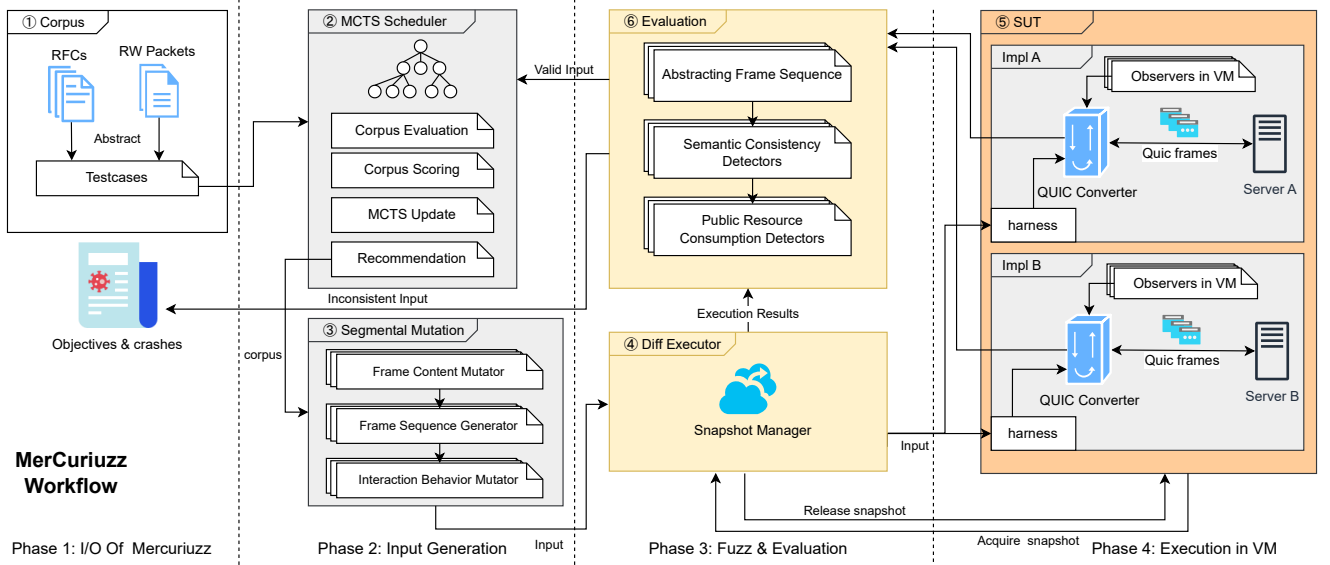 ① Corpus
RFCs
RW Packets
Abstract
Testcases
Objectives & crashes
MerCuriuzz
Workflow
Phase 1: I/O Of Mercuriuzz
② MCTS Scheduler
Corpus Evaluation
Corpus Scoring
MCTS Update
Recommendation
Valid Input
Inconsistent Input
corpus
③ Segmental Mutation
Frame Content Mutator
Frame Sequence Generator
Interaction Behavior Mutator
Input
Phase 2: Input Generation
⑥ Evaluation
Abstracting Frame Sequence
Semantic Consistency
Detectors
Public Resource
Consumption Detectors
Execution Results
④ Diff Executor
Snapshot Manager
Input
Release snapshot
Acquire snapshot
Phase 3: Fuzz & Evaluation
⑤ SUT
Impl A
Observers in VM
Quic frames
QUIC Converter
Server A
harness
Impl B
Observers in VM
Quic frames
QUIC Converter
Server B
harness
Phase 4: Execution in VM